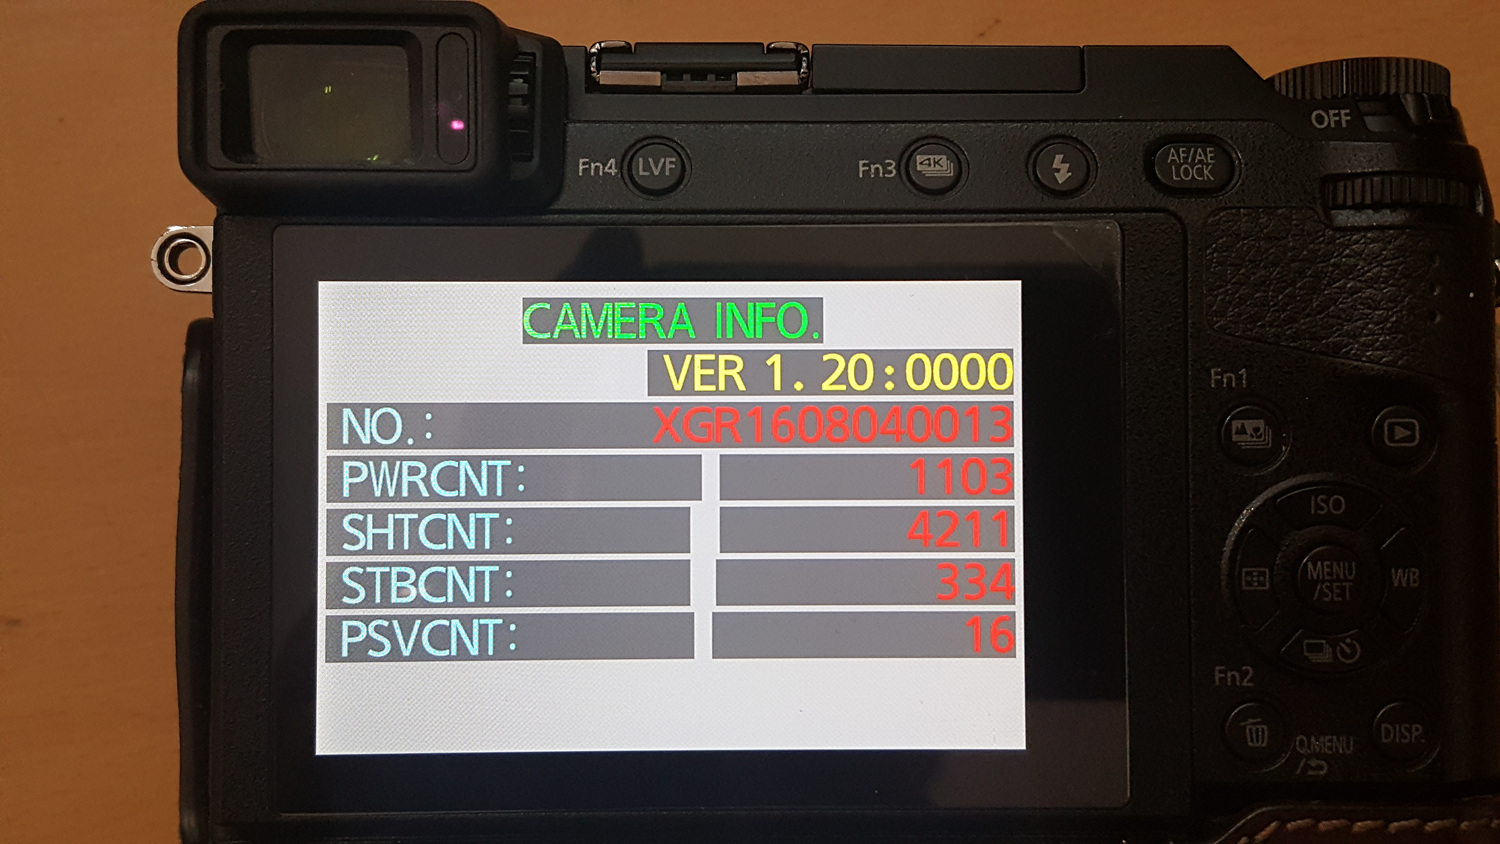 OFF
Fn4 LVF Fn3 4K AF/AE
LOCK
CAMERA INFO.
VER 1. 20:0000
NO.: XGR1608040013
PWRCNT: 1103
SHTCNT: 4211
STBCNT: 334
PSVCNT: 16
Fn1
ISO
MENU
/SET
WB
Fn2
Q.MENU
/
DISP.